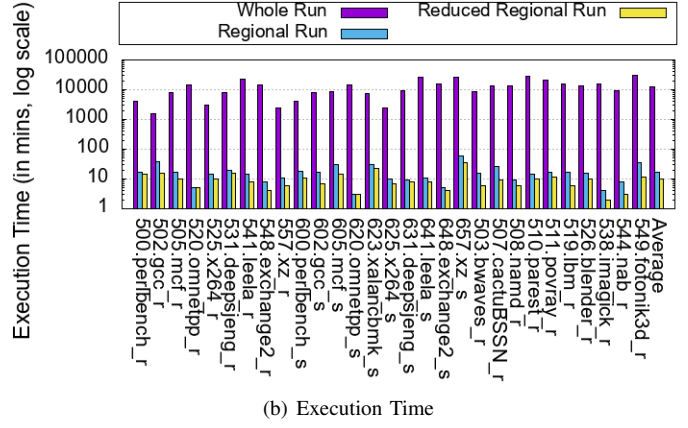 Whole Run
Reduced Regional Run
Regional Run
Execution Time (in mins, log scale)
100000
10000
1000
100
10
1
500.perlbench_r
502.gcc_r
505.mcf_r
520.omnetpp_r
525.x264_r
531.deepsjeng_r
541.leela_r
548.exchange2_r
557.xz_r
600.perlbench_s
602.gcc_s
605.mcf_s
620.omnetpp_s
623.xalancbmk_s
625.x264_s
631.deepsjeng_s
641.leela_s
648.exchange2_s
657.xz_s
503.bwaves_r
507.cactuBSSN_r
508.namd_r
510.parest_r
511.povray_r
519.lbm_r
526.blender_r
538.imagick_r
544.nab_r
549.fotonik3d_r
Average
(b) Execution Time